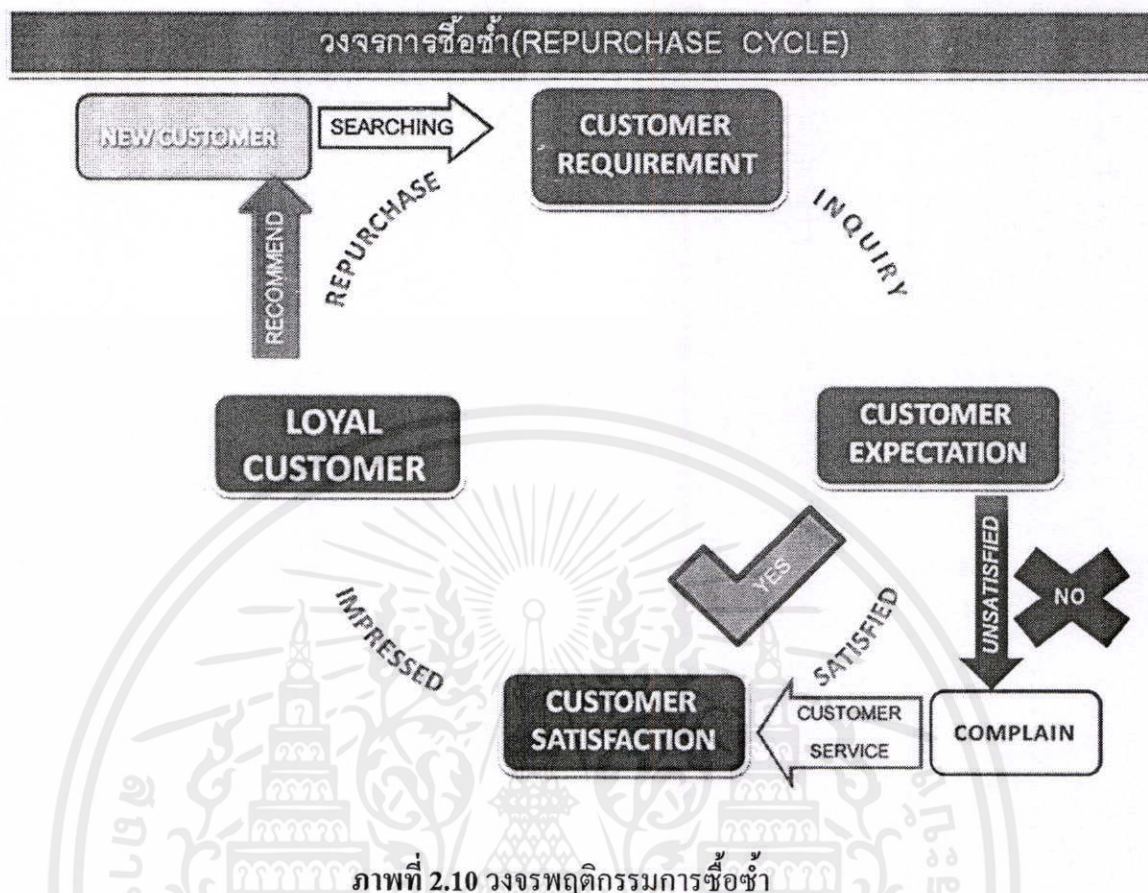 วงจรการซื้อซ้ำ(REPURCHASE CYCLE)
NEW CUSTOMER
SEARCHING
CUSTOMER
REQUIREMENT
RECOMMEND
REPURCHASE
INQUIRY
LOYAL
CUSTOMER
CUSTOMER
EXPECTATION
YES
UNSATISFIED
NO
IMPRESSED
SATISFIED
CUSTOMER
SATISFACTION
CUSTOMER
SERVICE
COMPLAIN
ภาพที่ 2.10 วงจรพฤติกรรมการซื้อซ้ำ